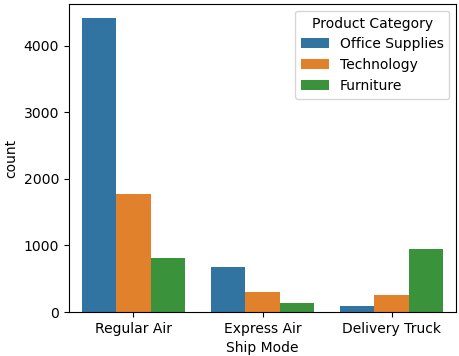 Product Category
Office Supplies
Technology
Furniture
4000
3000
2000
1000
0
count
Regular Air
Express Air
Delivery Truck
Ship Mode